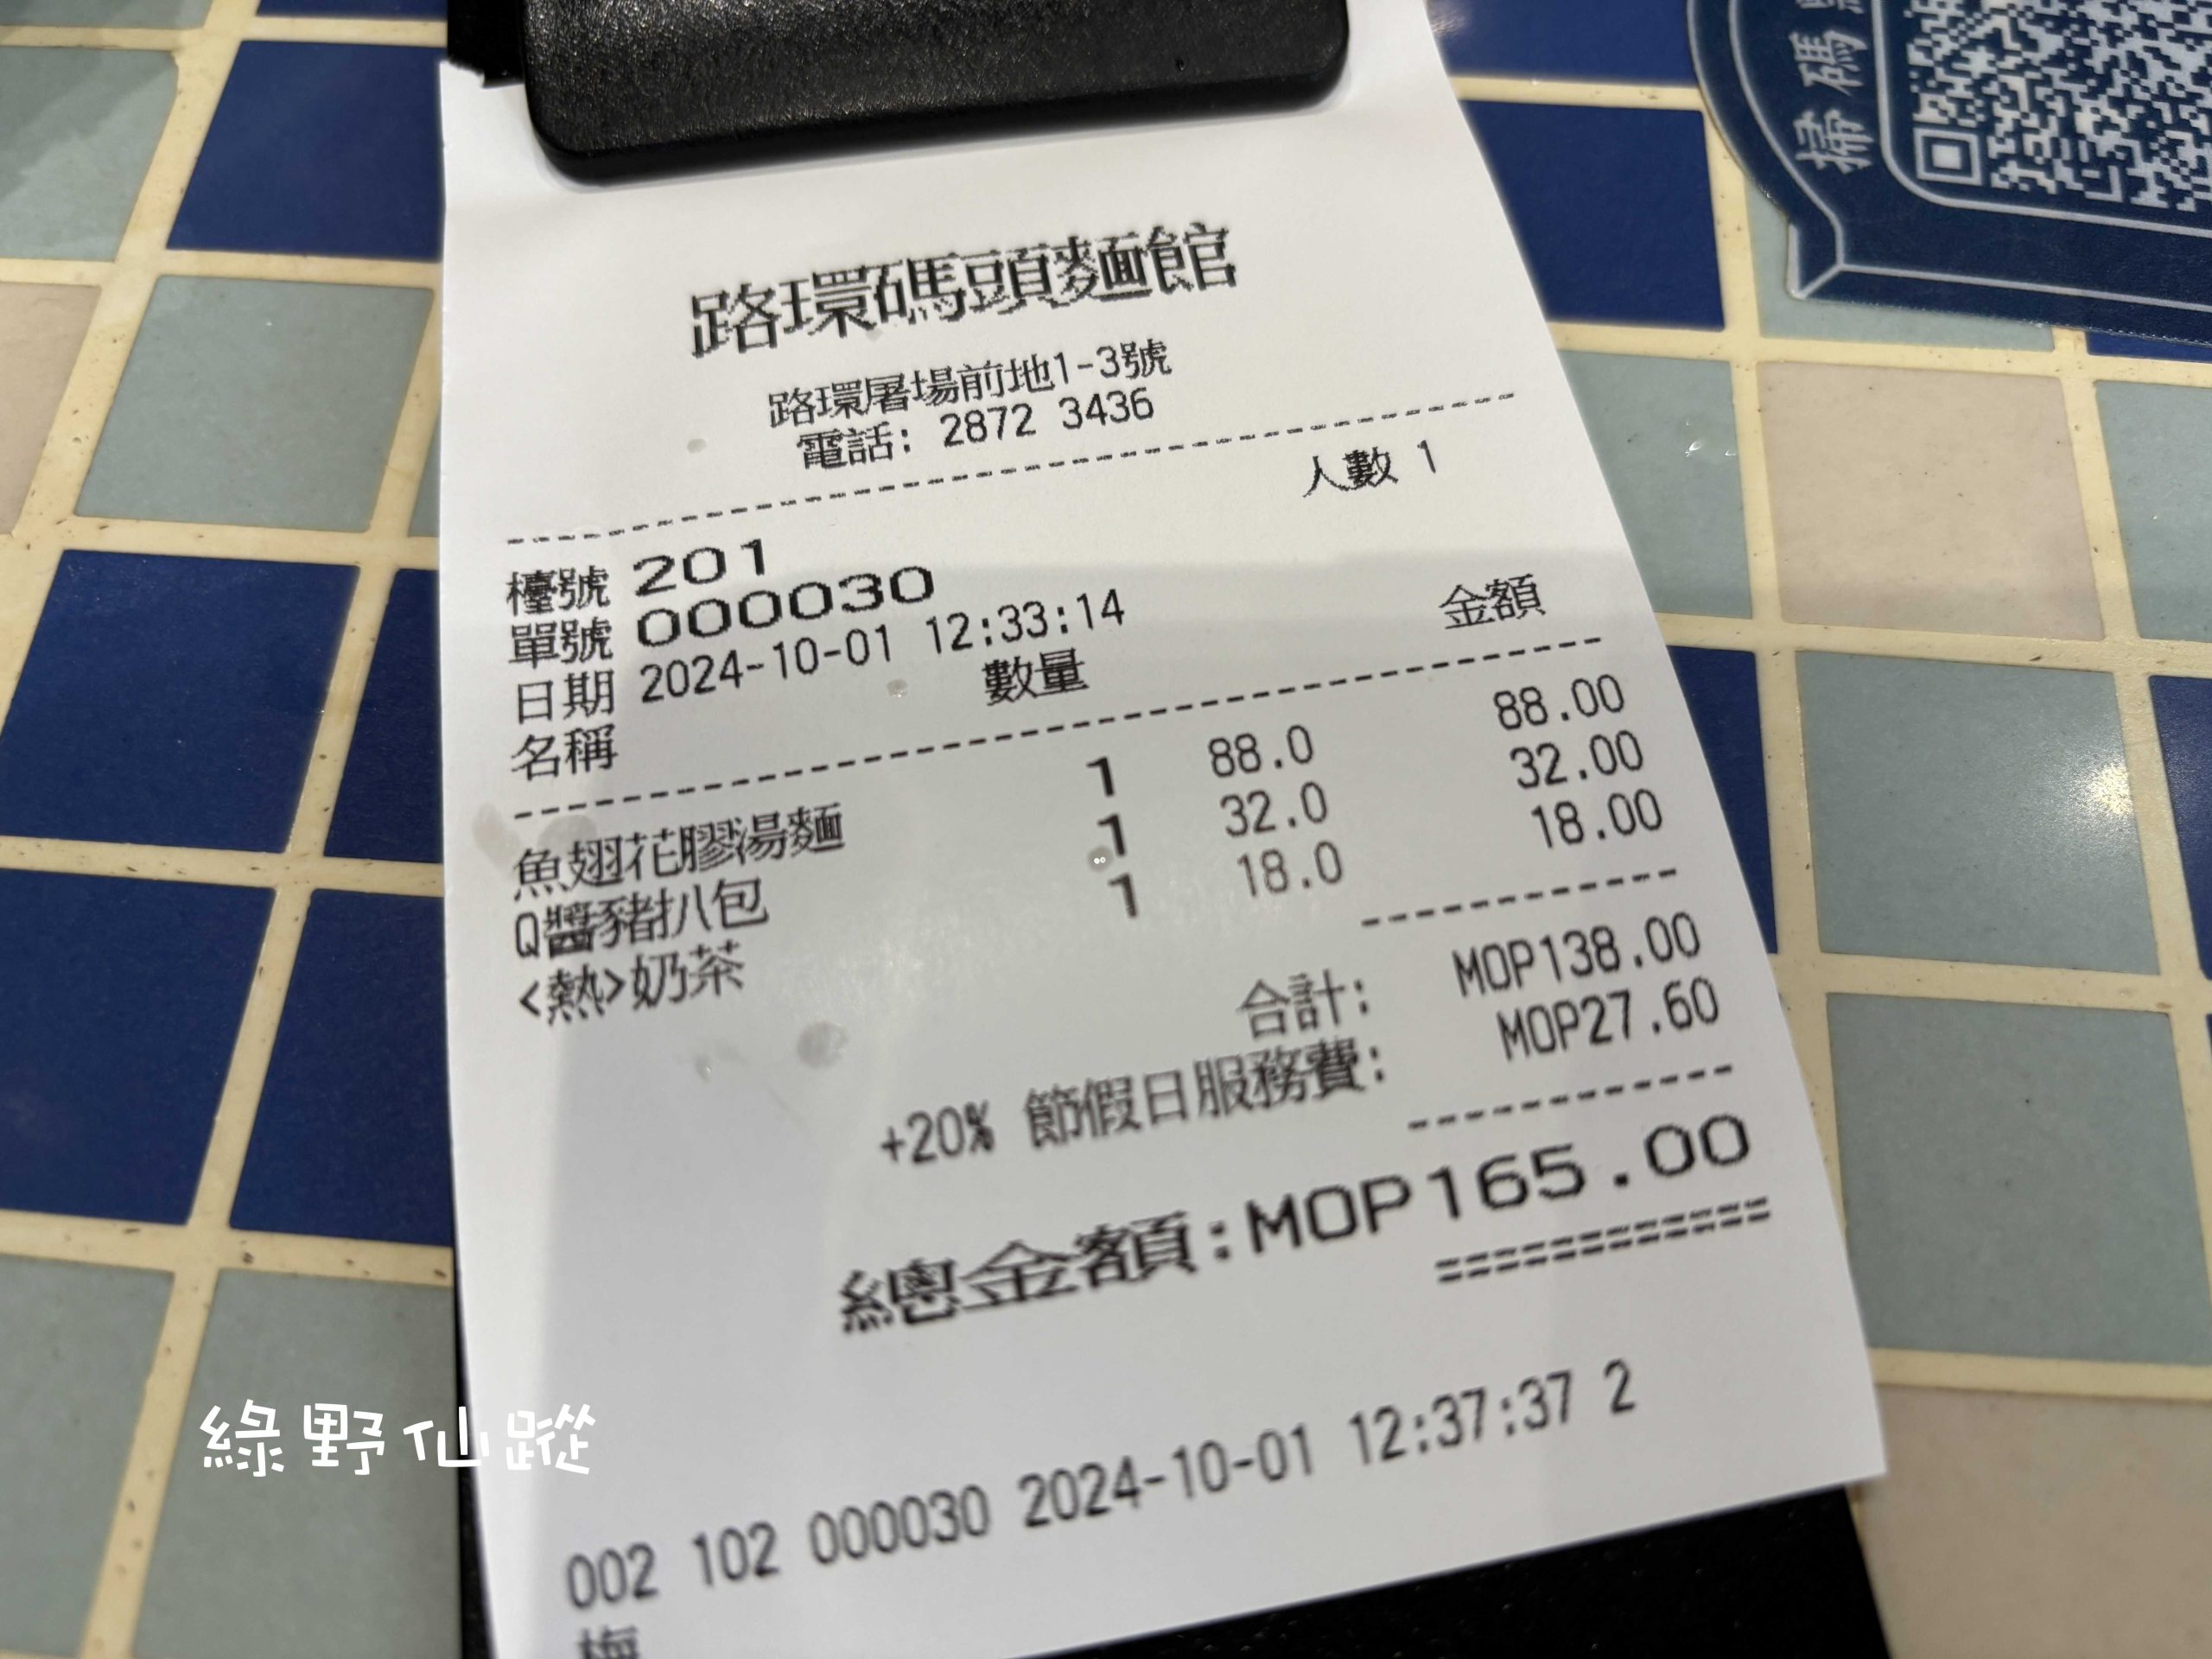 路環碼頭麵館
路環屠場前地1-3號
電話: 2872 3436
人數 1
檯號 201
單號 000030
日期 2024-10-01 12:33:14
名稱 數量 金額
魚翅花膠湯麵 1 88.0 88.00
Q醬豬扒包 1 32.0 32.00
<熱>奶茶 1 18.0 18.00
合計: MOP138.00
+20% 節假日服務費: MOP27.60
總金額:MOP165.00
002 102 000030 2024-10-01 12:37:37 2
梅
掃碼
綠野仙蹤